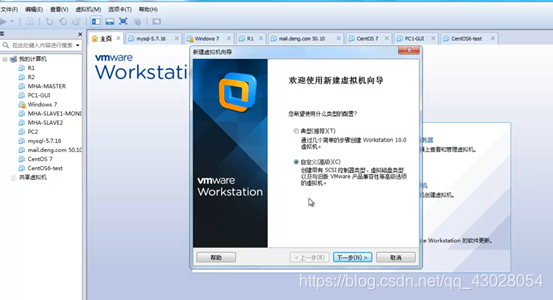 文件(F) 编辑(E) 查看(V) 虚拟机(M) 选项卡(T) 帮助(H)
在此处键入内容进行搜索
我的计算机
R1
R2
MHA-MASTER
PC1-GUI
Windows 7
MHA-SLAVE1-MONI
MHA-SLAVE2
PC2
mysql-5.7.16
mail.deng.com 50.10
CentOS 7
CentOS6-test
共享虚拟机
主页 mysql-5.7.16 Windows 7 R1 mail.deng.com 50.10 CentOS 7 PC1-GUI CentOS6-test
vmware
Workstation
新建虚拟机向导
vmware
Workstation
欢迎使用新建虚拟机向导
您希望使用什么类型的配置?
典型(推荐)(T)
通过几个简单的步骤创建 Workstation 10.0
虚拟机。
自定义(高级)(C)
创建带有 SCSI 控制器类型、虚拟磁盘类型
以及与旧版 VMware 产品兼容性等高级选项
的虚拟机。
帮助 < 上一步(B) 下一步(N) > 取消
务器
上查看和管理虚拟机。
机
Workstation 的软件更新。
https://blog.csdn.net/qq_43028054